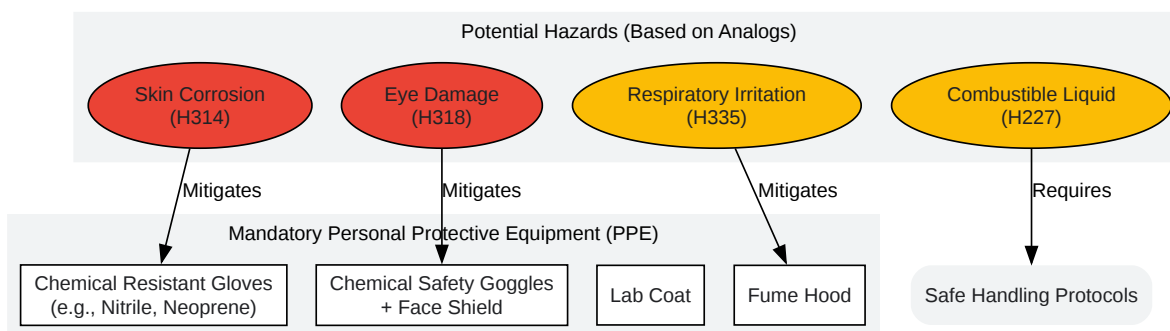 Potential Hazards (Based on Analogs)
Skin Corrosion
(H314)
Eye Damage
(H318)
Respiratory Irritation
(H335)
Combustible Liquid
(H227)
Mitigates
Mitigates
Mitigates
Requires
Mandatory Personal Protective Equipment (PPE)
Chemical Resistant Gloves
(e.g., Nitrile, Neoprene)
Chemical Safety Goggles
+ Face Shield
Lab Coat
Fume Hood
Safe Handling Protocols